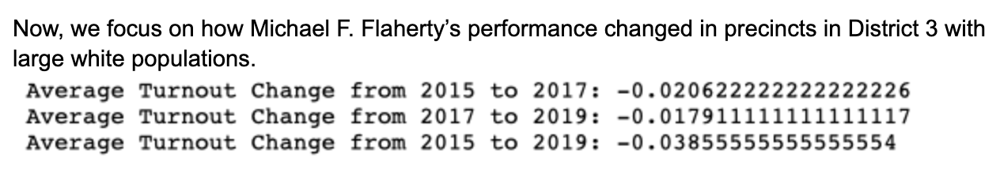 Now, we focus on how Michael F. Flaherty’s performance changed in precincts in District 3 with
large white populations.
Average Turnout Change from 2015 to 2017: -0.020622222222222226
Average Turnout Change from 2017 to 2019: -0.017911111111111117
Average Turnout Change from 2015 to 2019: -0.03855555555555554